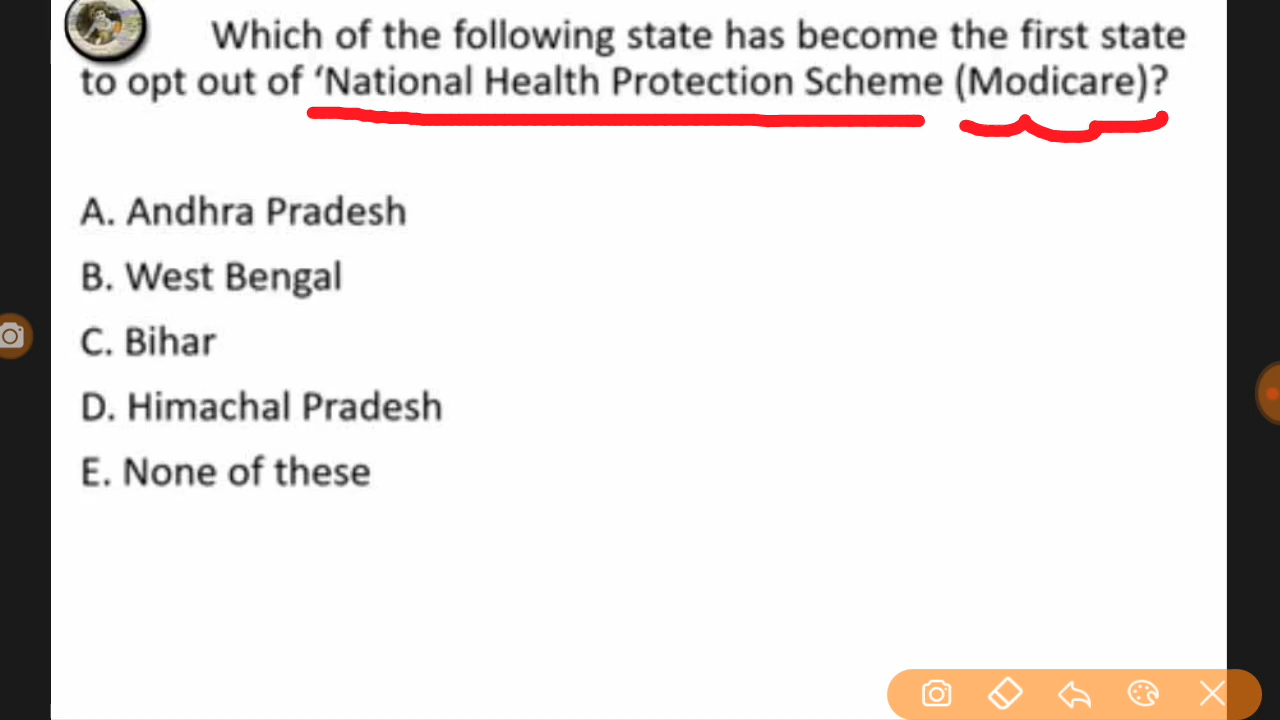 Which of the following state has become the first state
to opt out of ‘National Health Protection Scheme (Modicare)?
A. Andhra Pradesh
B. West Bengal
C. Bihar
D. Himachal Pradesh
E. None of these